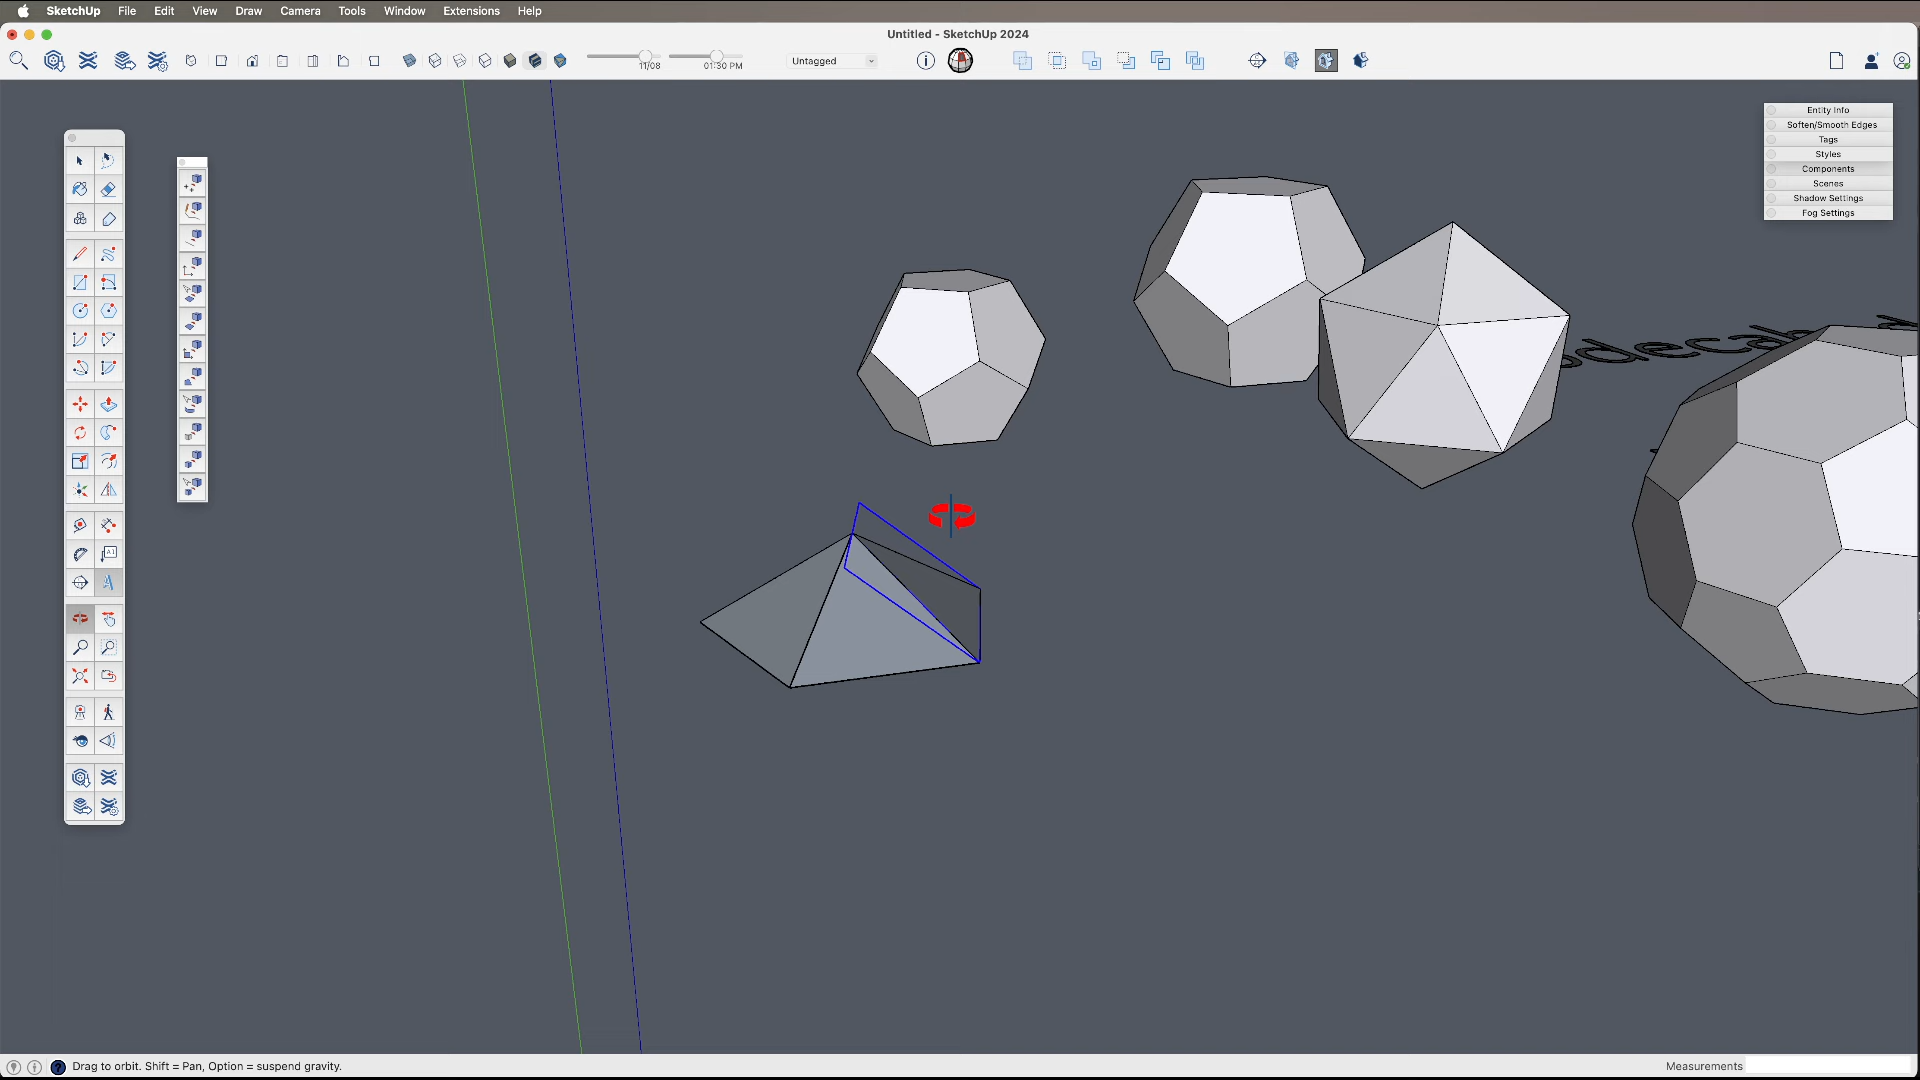 SketchUp File Edit View Draw Camera Tools Window Extensions Help
Untitled - SketchUp 2024
11/08
01:30 PM
Untagged
Entity Info
Soften/Smooth Edges
Tags
Styles
Components
Scenes
Shadow Settings
Fog Settings
Drag to orbit. Shift = Pan, Option = suspend gravity.
Measurements